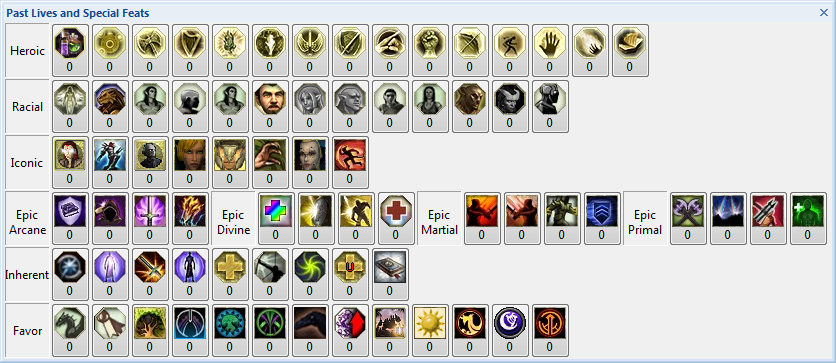 Past Lives and Special Feats
Heroic 0 0 0 0 0 0 0 0 0 0 0 0 0 0 0
Racial 0 0 0 0 0 0 0 0 0 0 0 0 0
Iconic 0 0 0 0 0 0 0 0
Epic Epic Epic Epic
Arcane 0 0 0 0 Divine 0 0 0 0 Martial 0 0 0 0 Primal 0 0 0 0
Inherent 0 0 0 0 0 0 0 0 0
Favor 0 0 0 0 0 0 0 0 0 0 0 0 0